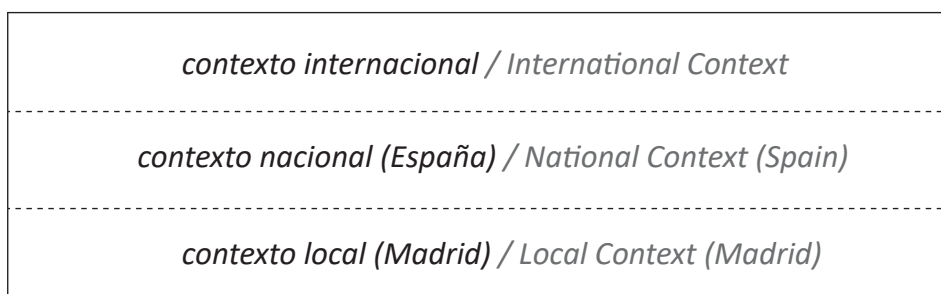 contexto internacional / International Context
contexto nacional (España) / National Context (Spain)
contexto local (Madrid) / Local Context (Madrid)